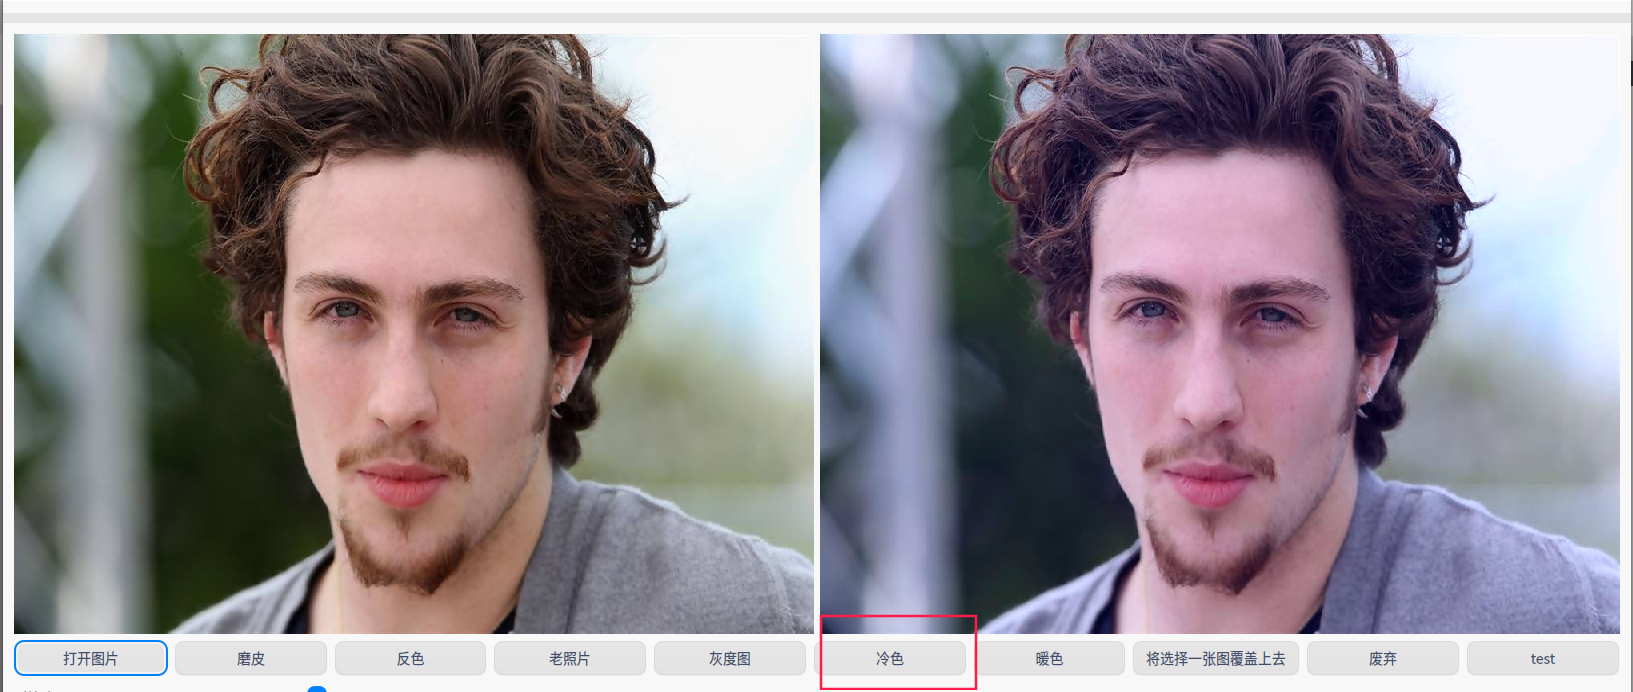 打开图片
磨皮
反色
老照片
灰度图
冷色
暖色
将选择一张图覆盖上去
废弃
test